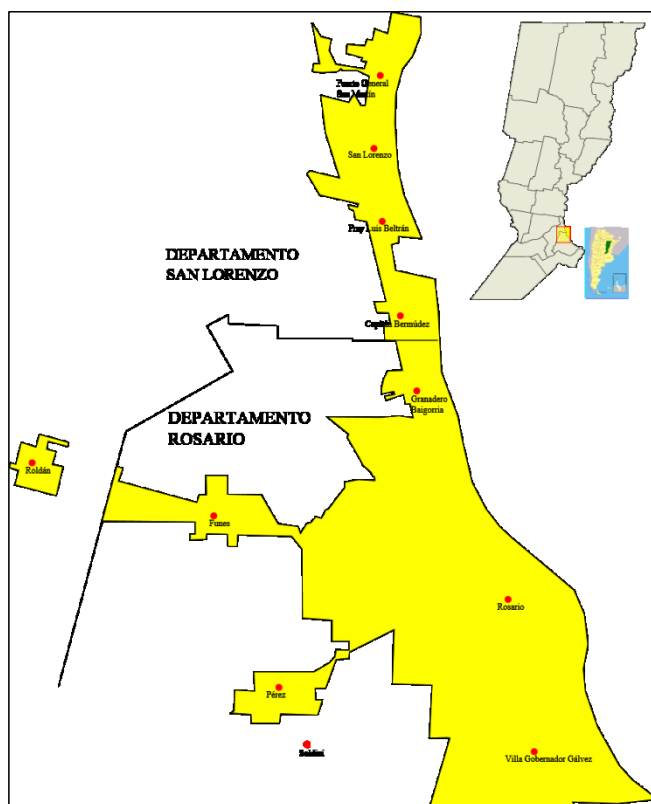 Puerto General
San Martín
San Lorenzo
Fray Luis Beltrán
DEPARTAMENTO
SAN LORENZO
Capitán Bermúdez
Granadero
Baigorria
DEPARTAMENTO
ROSARIO
Roldán
Funes
Rosario
Pérez
Soldini
Villa Gobernador Gálvez